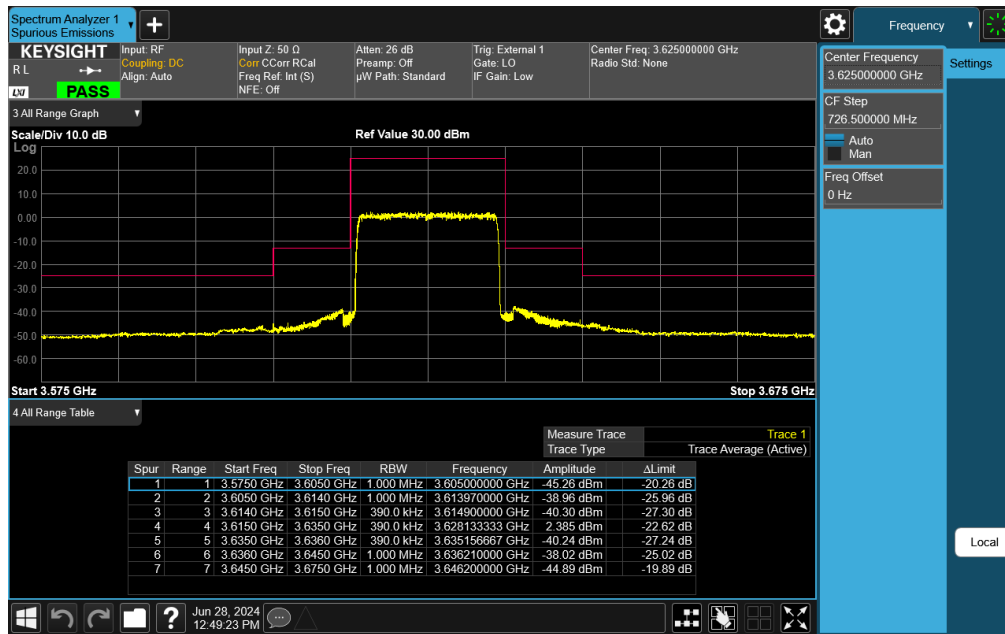 Spectrum Analyzer 1
Spurious Emissions
Frequency
KEYSIGHT Input: RF Input Z: 50 Ω Atten: 26 dB Trig: External 1 Center Freq: 3.625000000 GHz
R L Coupling: DC Corr CCorr RCal Preamp: Off Gate: LO Radio Std: None
Align: Auto Freq Ref: Int (S) µW Path: Standard IF Gain: Low
LXI PASS NFE: Off
Center Frequency
3.625000000 GHz
Settings
CF Step
726.500000 MHz
Auto
Man
Freq Offset
0 Hz
3 All Range Graph
Scale/Div 10.0 dB Ref Value 30.00 dBm
Log
20.0
10.0
0.00
-10.0
-20.0
-30.0
-40.0
-50.0
-60.0
Start 3.575 GHz Stop 3.675 GHz
4 All Range Table
Measure Trace Trace 1
Trace Type Trace Average (Active)
Spur Range Start Freq Stop Freq RBW Frequency Amplitude ΔLimit
1 1 3.5750 GHz 3.6050 GHz 1.000 MHz 3.605000000 GHz -45.26 dBm -20.26 dB
2 2 3.6050 GHz 3.6140 GHz 1.000 MHz 3.613970000 GHz -38.96 dBm -25.96 dB
3 3 3.6140 GHz 3.6150 GHz 390.0 kHz 3.614900000 GHz -40.30 dBm -27.30 dB
4 4 3.6150 GHz 3.6350 GHz 390.0 kHz 3.628133333 GHz 2.385 dBm -22.62 dB
5 5 3.6350 GHz 3.6360 GHz 390.0 kHz 3.635156667 GHz -40.24 dBm -27.24 dB
6 6 3.6360 GHz 3.6450 GHz 1.000 MHz 3.636210000 GHz -38.02 dBm -25.02 dB
7 7 3.6450 GHz 3.6750 GHz 1.000 MHz 3.646200000 GHz -44.89 dBm -19.89 dB
Local
Jun 28, 2024
12:49:23 PM